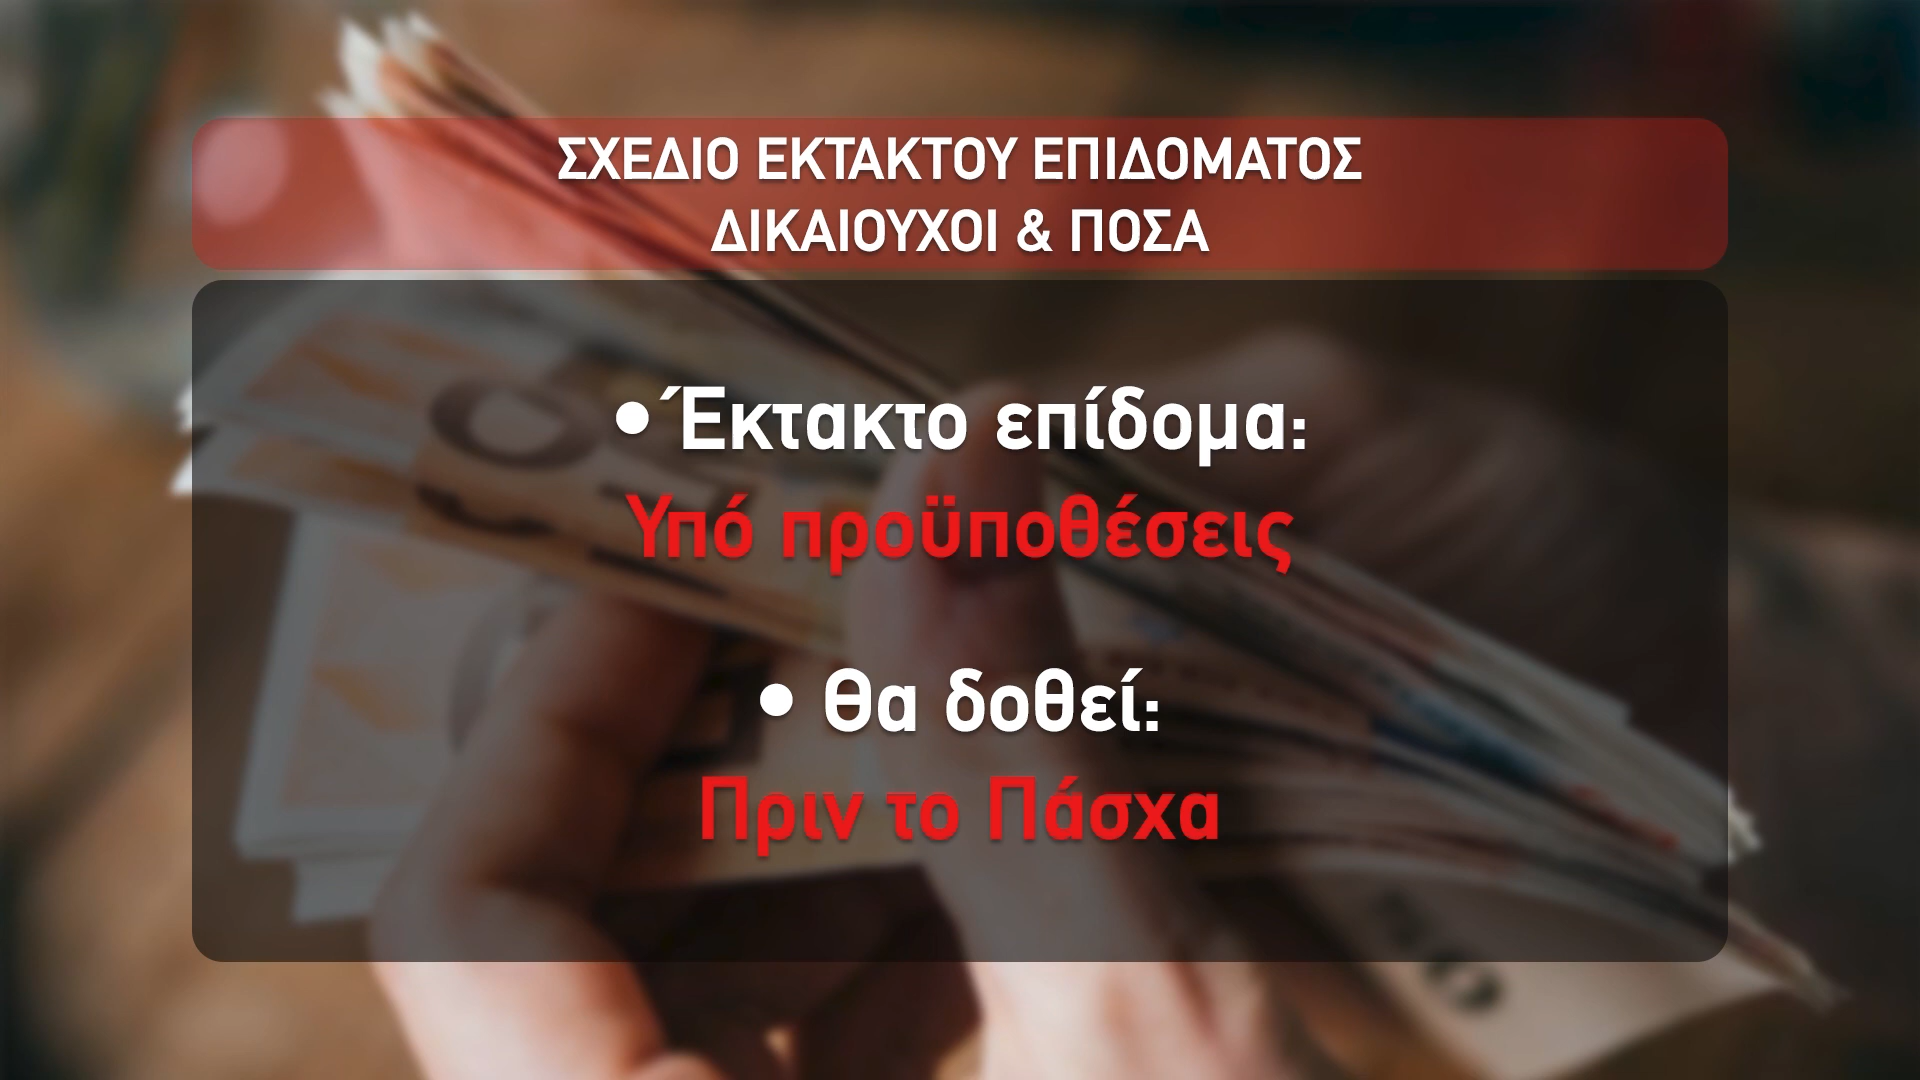 ΣΧΕΔΙΟ ΕΚΤΑΚΤΟΥ ΕΠΙΔΟΜΑΤΟΣ
ΔΙΚΑΙΟΥΧΟΙ & ΠΟΣΑ
• Έκτακτο επίδομα:
Υπό προϋποθέσεις
• Θα δοθεί:
Πριν το Πάσχα